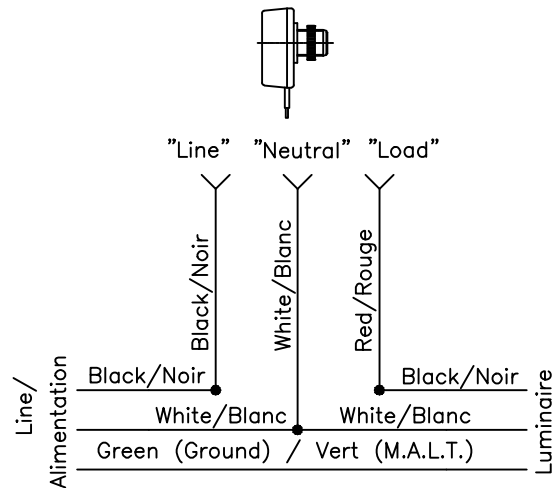 "Line" "Neutral" "Load"
Black/Noir
White/Blanc
Red/Rouge
Line/
Alimentation
Black/Noir
Black/Noir
White/Blanc
White/Blanc
Green (Ground) / Vert (M.A.L.T.)
Luminaire